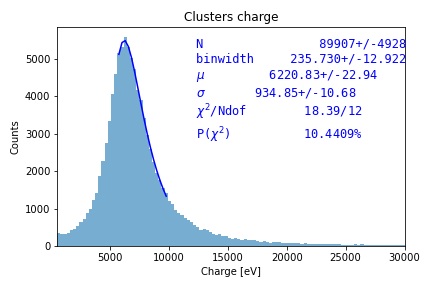 Clusters charge
N 89907+/-4928
binwidth 235.730+/-12.922
μ 6220.83+/-22.94
σ 934.85+/-10.68
χ²/Ndof 18.39/12
P(χ²) 10.4409%
Counts
5000
4000
3000
2000
1000
0
5000 10000 15000 20000 25000 30000
Charge [eV]